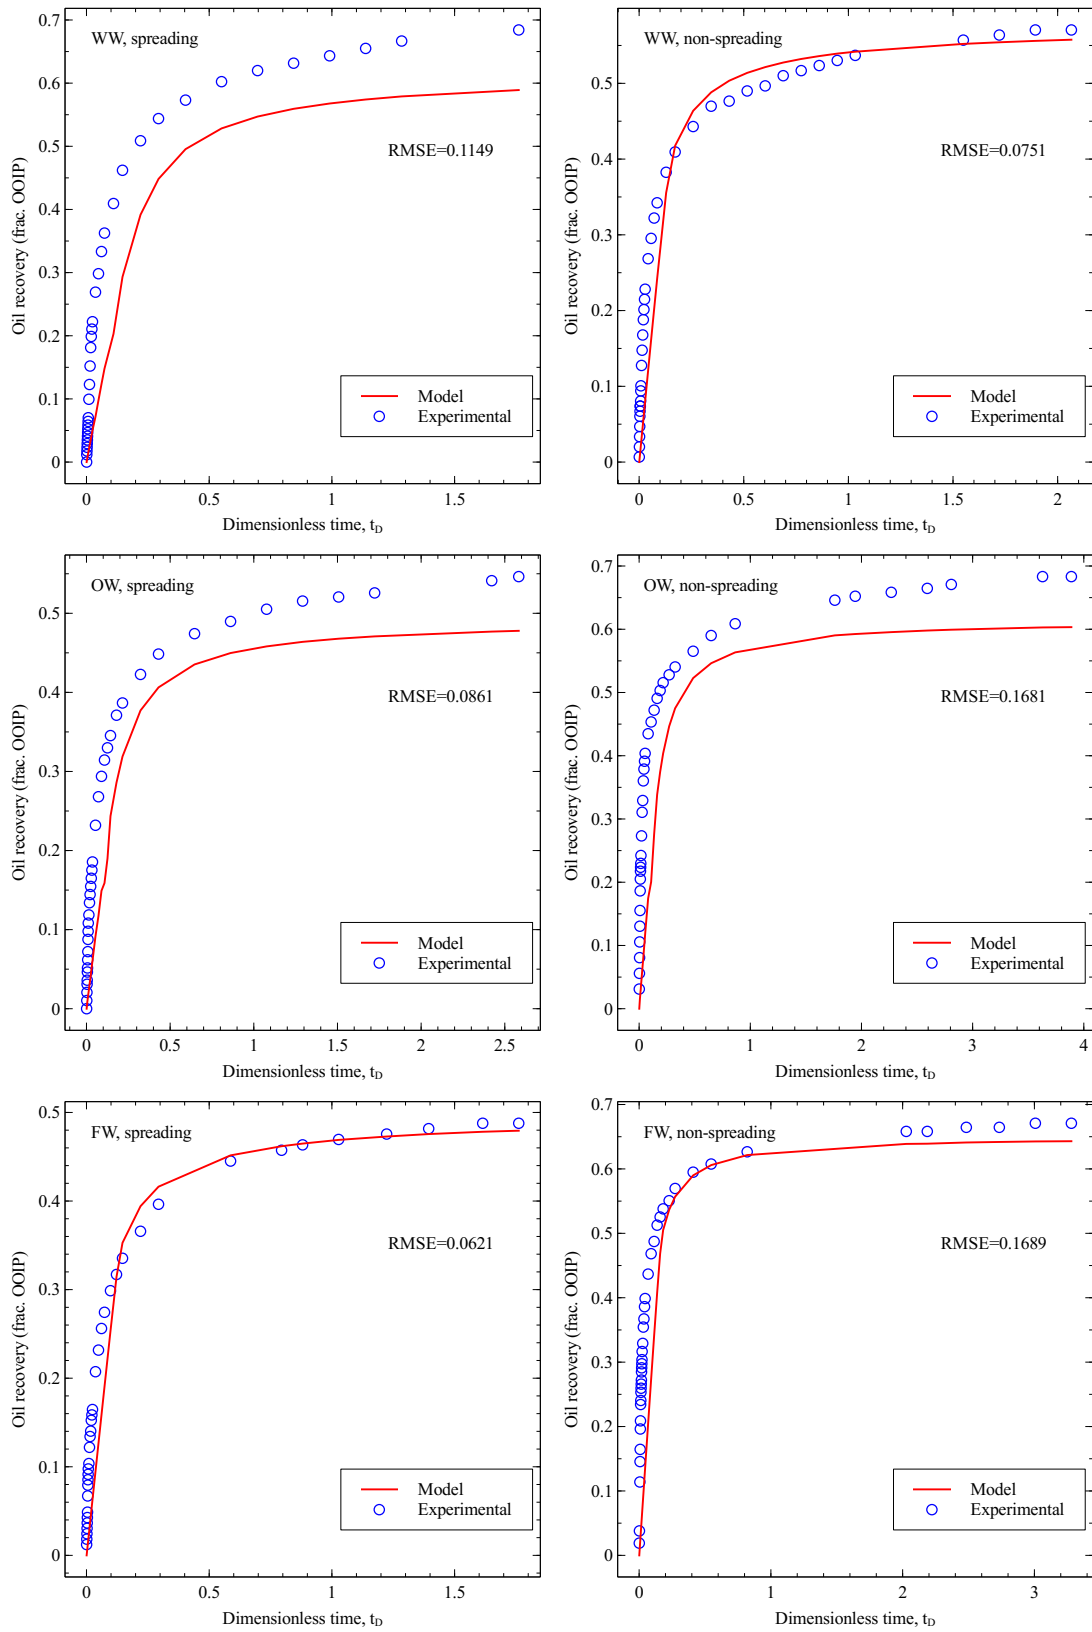 WW, spreading
RMSE=0.1149
Model
Experimental
0
0.1
0.2
0.3
0.4
0.5
0.6
0.7
0
0.5
1
1.5
Oil recovery (frac. OOIP)
Dimensionless time, t_D
WW, non-spreading
RMSE=0.0751
Model
Experimental
0
0.1
0.2
0.3
0.4
0.5
0
0.5
1
1.5
2
Oil recovery (frac. OOIP)
Dimensionless time, t_D
OW, spreading
RMSE=0.0861
Model
Experimental
0
0.1
0.2
0.3
0.4
0.5
0
0.5
1
1.5
2
2.5
Oil recovery (frac. OOIP)
Dimensionless time, t_D
OW, non-spreading
RMSE=0.1681
Model
Experimental
0
0.1
0.2
0.3
0.4
0.5
0.6
0.7
0
1
2
3
4
Oil recovery (frac. OOIP)
Dimensionless time, t_D
FW, spreading
RMSE=0.0621
Model
Experimental
0
0.1
0.2
0.3
0.4
0.5
0
0.5
1
1.5
Oil recovery (frac. OOIP)
Dimensionless time, t_D
FW, non-spreading
RMSE=0.1689
Model
Experimental
0
0.1
0.2
0.3
0.4
0.5
0.6
0.7
0
1
2
3
Oil recovery (frac. OOIP)
Dimensionless time, t_D